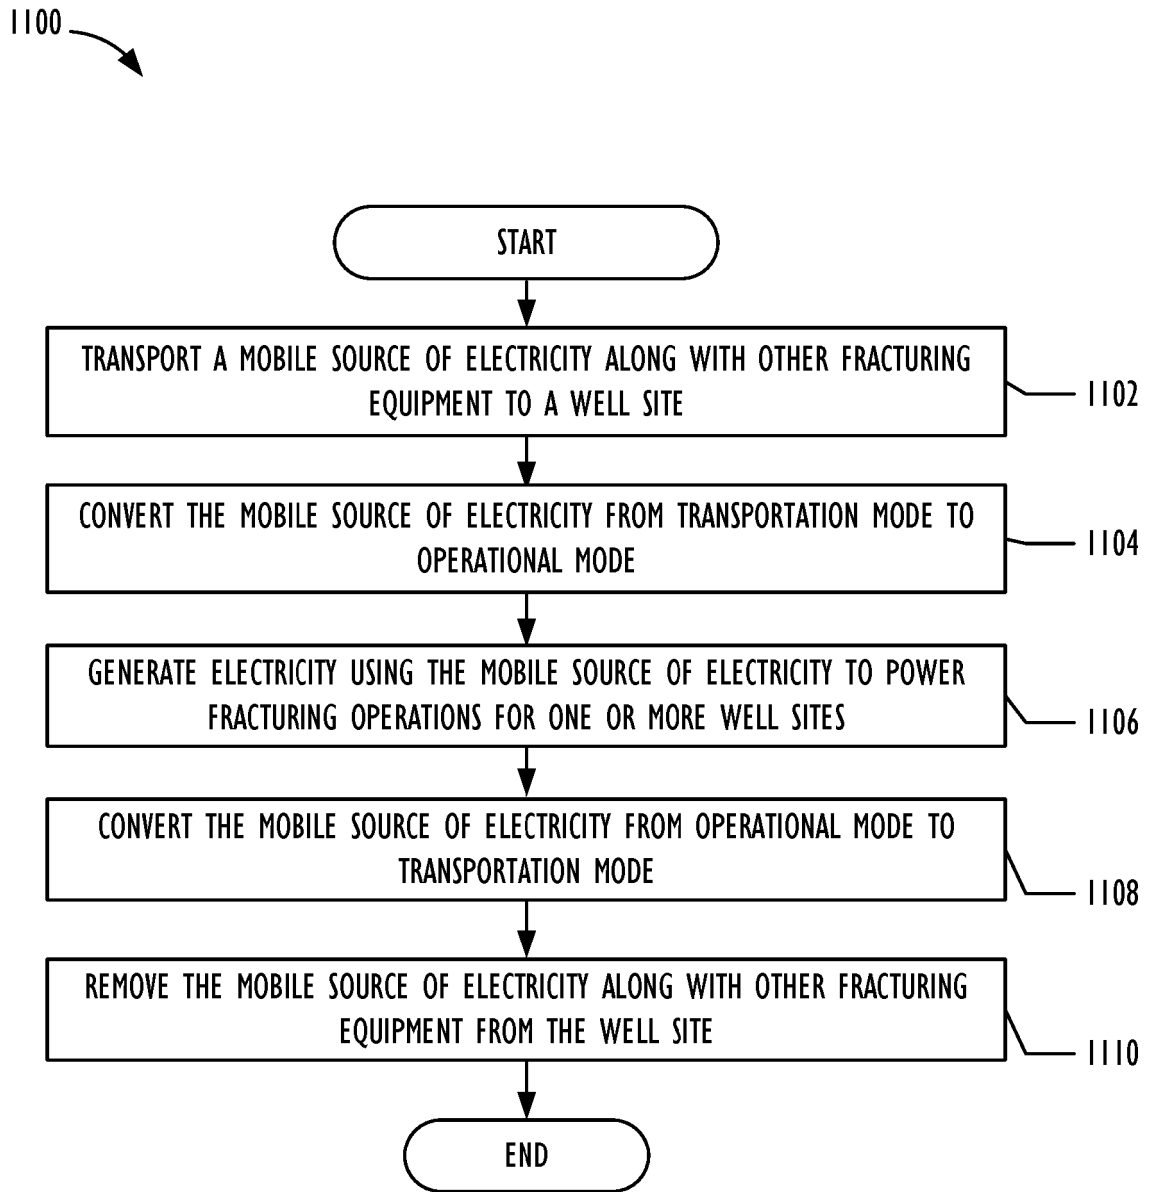 1100
START
TRANSPORT A MOBILE SOURCE OF ELECTRICITY ALONG WITH OTHER FRACTURING
EQUIPMENT TO A WELL SITE
1102
CONVERT THE MOBILE SOURCE OF ELECTRICITY FROM TRANSPORTATION MODE TO
OPERATIONAL MODE
1104
GENERATE ELECTRICITY USING THE MOBILE SOURCE OF ELECTRICITY TO POWER
FRACTURING OPERATIONS FOR ONE OR MORE WELL SITES
1106
CONVERT THE MOBILE SOURCE OF ELECTRICITY FROM OPERATIONAL MODE TO
TRANSPORTATION MODE
1108
REMOVE THE MOBILE SOURCE OF ELECTRICITY ALONG WITH OTHER FRACTURING
EQUIPMENT FROM THE WELL SITE
1110
END